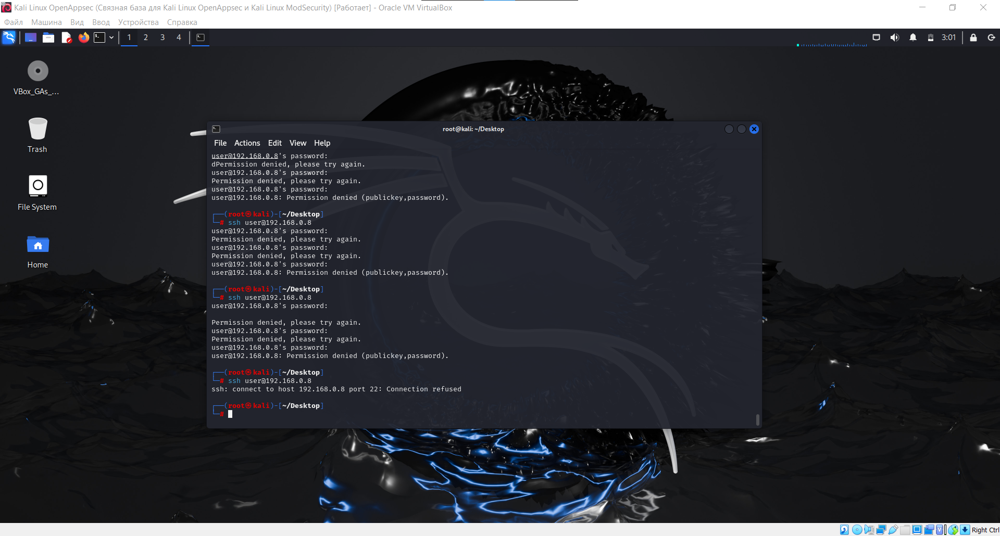 Kali Linux OpenAppsec (Связная база для Kali Linux OpenAppsec и Kali Linux ModSecurity) [Работает] - Oracle VM VirtualBox
Файл Машина Вид Ввод Устройства Справка
1 2 3 4 3:01
VBox_GAs_...
Trash
File System
Home
root@kali: ~/Desktop
File Actions Edit View Help
user@192.168.0.8's password:
dPermission denied, please try again.
user@192.168.0.8's password:
Permission denied, please try again.
user@192.168.0.8's password:
user@192.168.0.8: Permission denied (publickey,password).
┌──(root㉿kali)-[~/Desktop]
└─# ssh user@192.168.0.8
user@192.168.0.8's password:
Permission denied, please try again.
user@192.168.0.8's password:
Permission denied, please try again.
user@192.168.0.8's password:
user@192.168.0.8: Permission denied (publickey,password).
┌──(root㉿kali)-[~/Desktop]
└─# ssh user@192.168.0.8
user@192.168.0.8's password:
Permission denied, please try again.
user@192.168.0.8's password:
Permission denied, please try again.
user@192.168.0.8's password:
user@192.168.0.8: Permission denied (publickey,password).
┌──(root㉿kali)-[~/Desktop]
└─# ssh user@192.168.0.8
ssh: connect to host 192.168.0.8 port 22: Connection refused
┌──(root㉿kali)-[~/Desktop]
└─#
Right Ctrl